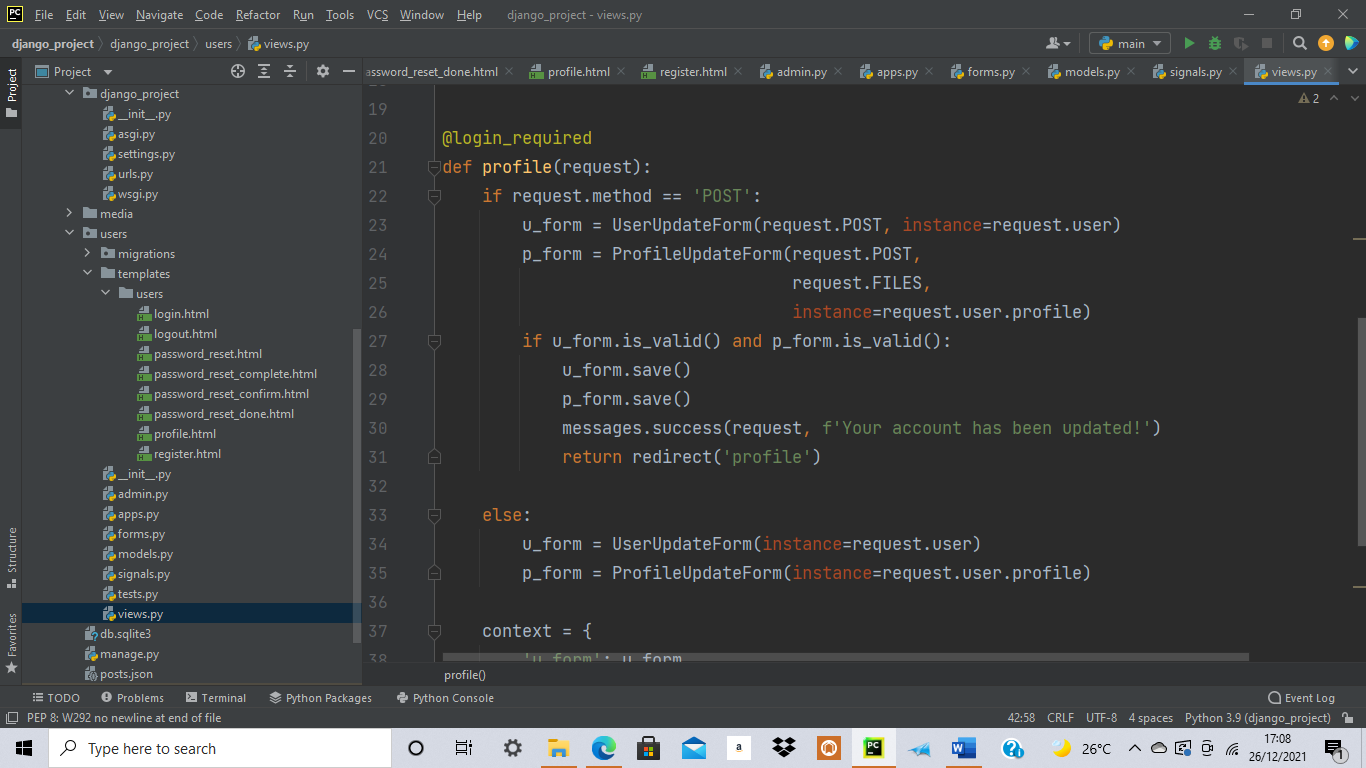 PC File Edit View Navigate Code Refactor Run Tools VCS Window Help django_project - views.py
django_project django_project users views.py main
Project assword_reset_done.html profile.html register.html admin.py apps.py forms.py models.py signals.py views.py
Project
Structure
Favorites
django_project
__init__.py
asgi.py
settings.py
urls.py
wsgi.py
media
users
migrations
templates
users
login.html
logout.html
password_reset.html
password_reset_complete.html
password_reset_confirm.html
password_reset_done.html
profile.html
register.html
__init__.py
admin.py
apps.py
forms.py
models.py
signals.py
tests.py
views.py
db.sqlite3
manage.py
posts.json
2
19
20 @login_required
21 def profile(request):
22 if request.method == 'POST':
23 u_form = UserUpdateForm(request.POST, instance=request.user)
24 p_form = ProfileUpdateForm(request.POST,
25 request.FILES,
26 instance=request.user.profile)
27 if u_form.is_valid() and p_form.is_valid():
28 u_form.save()
29 p_form.save()
30 messages.success(request, f'Your account has been updated!')
31 return redirect('profile')
32
33 else:
34 u_form = UserUpdateForm(instance=request.user)
35 p_form = ProfileUpdateForm(instance=request.user.profile)
36
37 context = {
38 'u_form': u_form
profile()
TODO Problems Terminal Python Packages Python Console Event Log
PEP 8: W292 no newline at end of file 42:58 CRLF UTF-8 4 spaces Python 3.9 (django_project)
Type here to search a PC W 26°C 17:08
26/12/2021 1